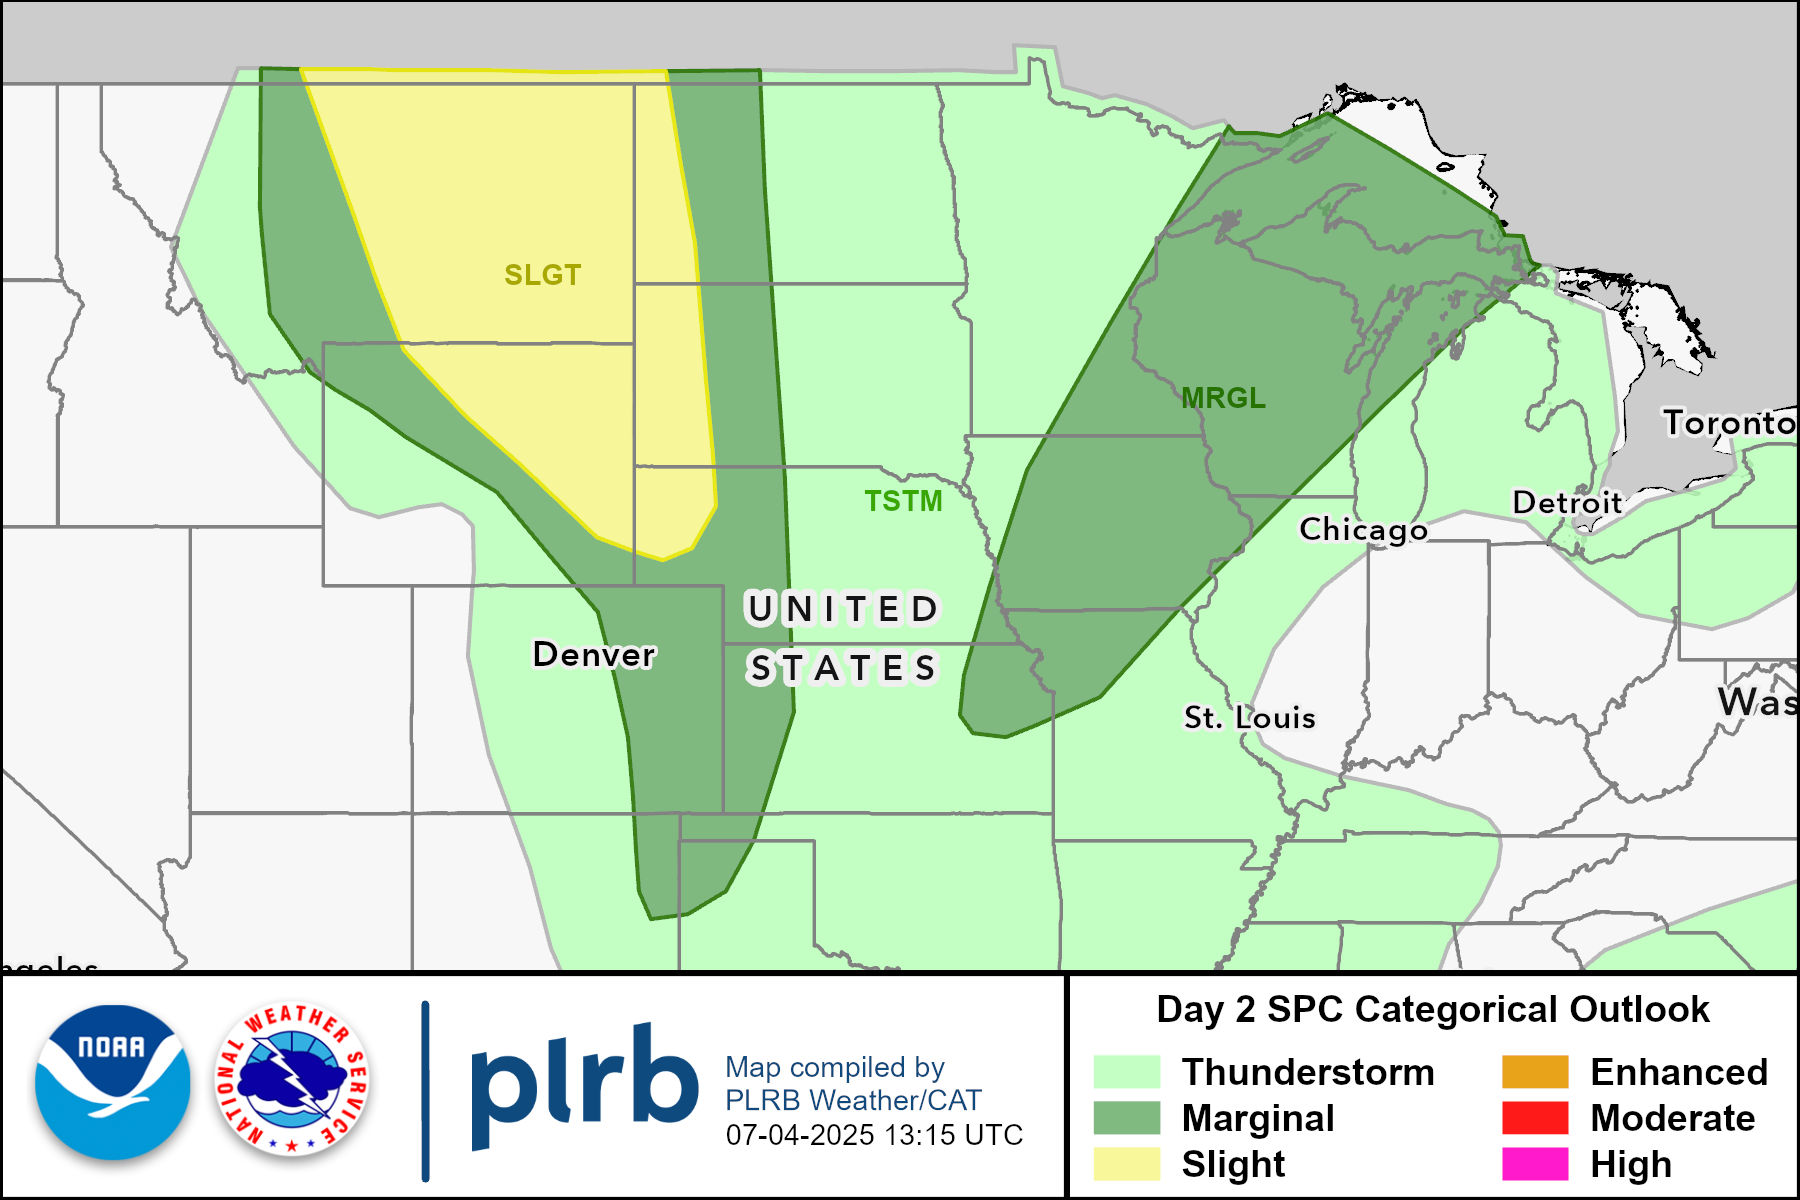 SLGT
MRGL
Toronto
TSTM
Detroit
Chicago
UNITED
STATES
Denver
Was
St. Louis
ngeles
NOAA
NATIONAL WEATHER SERVICE
plrb
Map compiled by
PLRB Weather/CAT
07-04-2025 13:15 UTC
Day 2 SPC Categorical Outlook
Thunderstorm
Marginal
Slight
Enhanced
Moderate
High